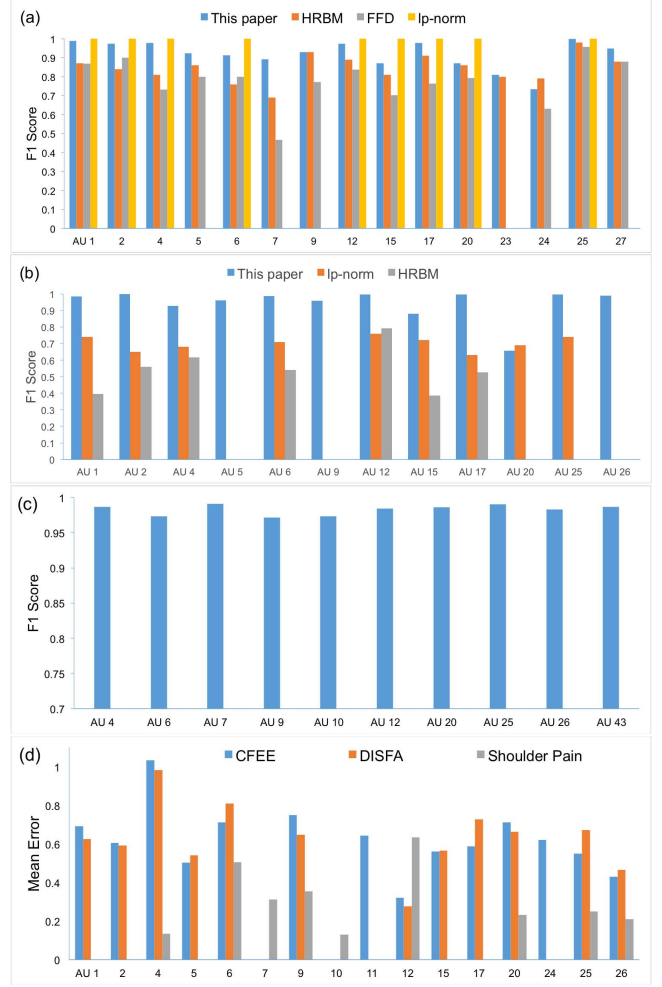 (a)
This paper HRBM FFD lp-norm
F1 Score
1
0.9
0.8
0.7
0.6
0.5
0.4
0.3
0.2
0.1
0
AU 1 2 4 5 6 7 9 12 15 17 20 23 24 25 27
(b)
This paper lp-norm HRBM
F1 Score
1
0.9
0.8
0.7
0.6
0.5
0.4
0.3
0.2
0.1
0
AU 1 AU 2 AU 4 AU 5 AU 6 AU 9 AU 12 AU 15 AU 17 AU 20 AU 25 AU 26
(c)
F1 Score
1
0.95
0.9
0.85
0.8
0.75
0.7
AU 4 AU 6 AU 7 AU 9 AU 10 AU 12 AU 20 AU 25 AU 26 AU 43
(d)
CFEE DISFA Shoulder Pain
Mean Error
1
0.8
0.6
0.4
0.2
0
AU 1 2 4 5 6 7 9 10 11 12 15 17 20 24 25 26